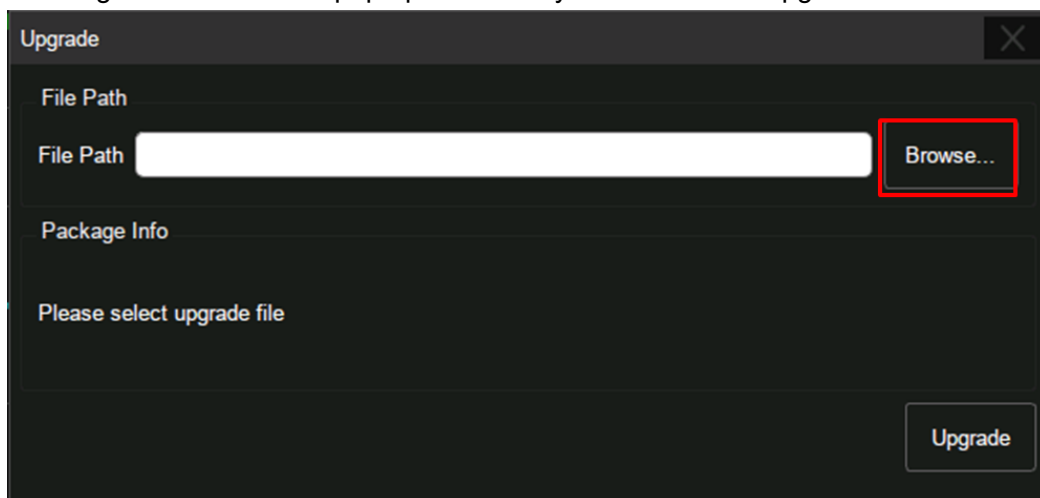 Upgrade
File Path
File Path
Browse...
Package Info
Please select upgrade file
Upgrade